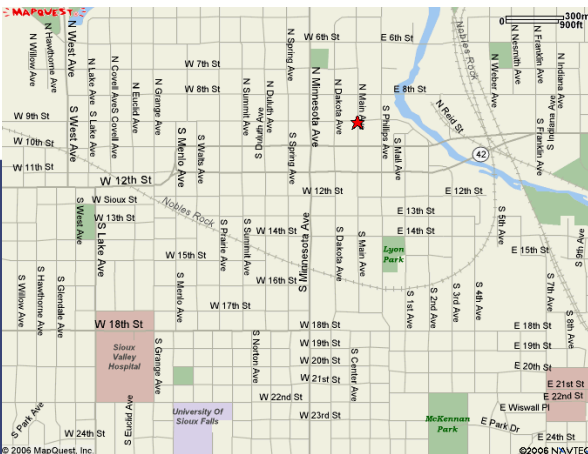 MAPQUEST
300m
900ft
N Willow Ave
N Hawthorne Ave
N West Ave
N Lake Ave
N Covell Ave
N Euclid Ave
N Grange Ave
N Summit Ave
N Duluth Ave
N Spring Ave
N Minnesota Ave
N Dakota Ave
N Main Ave
N Weber Ave
N Nesmith Ave
N Franklin Ave
N Indiana Ave
Nobles Rock
W 6th St
E 6th St
W 7th St
W 8th St
E 8th St
N Reid St
W 9th St
W 10th St
W 11th St
W 12th St
W 12th St
E 12th St
42
S West Ave
S Lake Ave
S Covell
S Menlo Ave
S Walts Ave
S Duluth Ave
S Spring Ave
S Phillips Ave
S Mall Ave
S Franklin Ave
S Indiana Ave
W Sioux St
W 13th St
Nobles Rock
E 13th St
S West Ave
S Lake Ave
S Prairie Ave
S Summit Ave
W 14th St
S Minnesota Ave
S Dakota Ave
S Main Ave
E 14th St
S 5th Ave
Lyon
Park
W 15th St
E 15th St
S 9th Ave
W 16th St
S Willow Ave
S Hawthorne Ave
S Glendale Ave
S Menlo Ave
W 17th St
S 1st Ave
S 2nd Ave
S 3rd Ave
S 4th Ave
S 7th Ave
S 8th Ave
W 18th St
W 18th St
E 18th St
Sioux
Valley
Hospital
S Grange Ave
S Norton Ave
W 19th St
E 19th St
W 20th St
E 20th St
S Center Ave
W 21st St
E 21st St
W 22nd St
E 22nd St
S Park Ave
S Euclid Ave
University Of
Sioux Falls
W 23rd St
McKennan
Park
E Wiswall Pl
E Park Dr
W 24th St
E 24th St
© 2006 MapQuest, Inc.
©2006 NAVTEQ